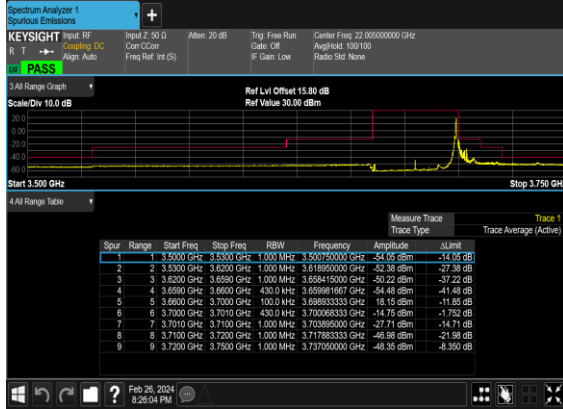 Spectrum Analyzer 1
Spurious Emissions
KEYSIGHT Input: RF Input Z: 50 Ω Atten: 20 dB Trig: Free Run Center Freq: 22.005000000 GHz
R T Coupling: DC Corr CCorr Gate: Off Avg|Hold: 100/100
Align: Auto Freq Ref: Int (S) IF Gain: Low Radio Std: None
PASS
3 All Range Graph
Ref Lvl Offset 15.80 dB
Scale/Div 10.0 dB Ref Value 30.00 dBm
20.0
0.00
-20.0
-40.0
-60.0
Start 3.500 GHz Stop 3.750 GH
4 All Range Table
Measure Trace Trace 1
Trace Type Trace Average (Active)
Spur Range Start Freq Stop Freq RBW Frequency Amplitude ΔLimit
1 1 3.5000 GHz 3.5300 GHz 1.000 MHz 3.500750000 GHz -54.05 dBm -14.05 dB
2 2 3.5300 GHz 3.6200 GHz 1.000 MHz 3.618950000 GHz -52.38 dBm -27.38 dB
3 3 3.6200 GHz 3.6590 GHz 1.000 MHz 3.658415000 GHz -50.22 dBm -37.22 dB
4 4 3.6590 GHz 3.6600 GHz 430.0 kHz 3.659981667 GHz -54.48 dBm -41.48 dB
5 5 3.6600 GHz 3.7000 GHz 100.0 kHz 3.698933333 GHz 18.15 dBm -11.85 dB
6 6 3.7000 GHz 3.7010 GHz 430.0 kHz 3.700068333 GHz -14.75 dBm -1.752 dB
7 7 3.7010 GHz 3.7100 GHz 1.000 MHz 3.703895000 GHz -27.71 dBm -14.71 dB
8 8 3.7100 GHz 3.7200 GHz 1.000 MHz 3.717883333 GHz -46.98 dBm -21.98 dB
9 9 3.7200 GHz 3.7500 GHz 1.000 MHz 3.737050000 GHz -48.35 dBm -8.350 dB
? Feb 26, 2024
8:26:04 PM